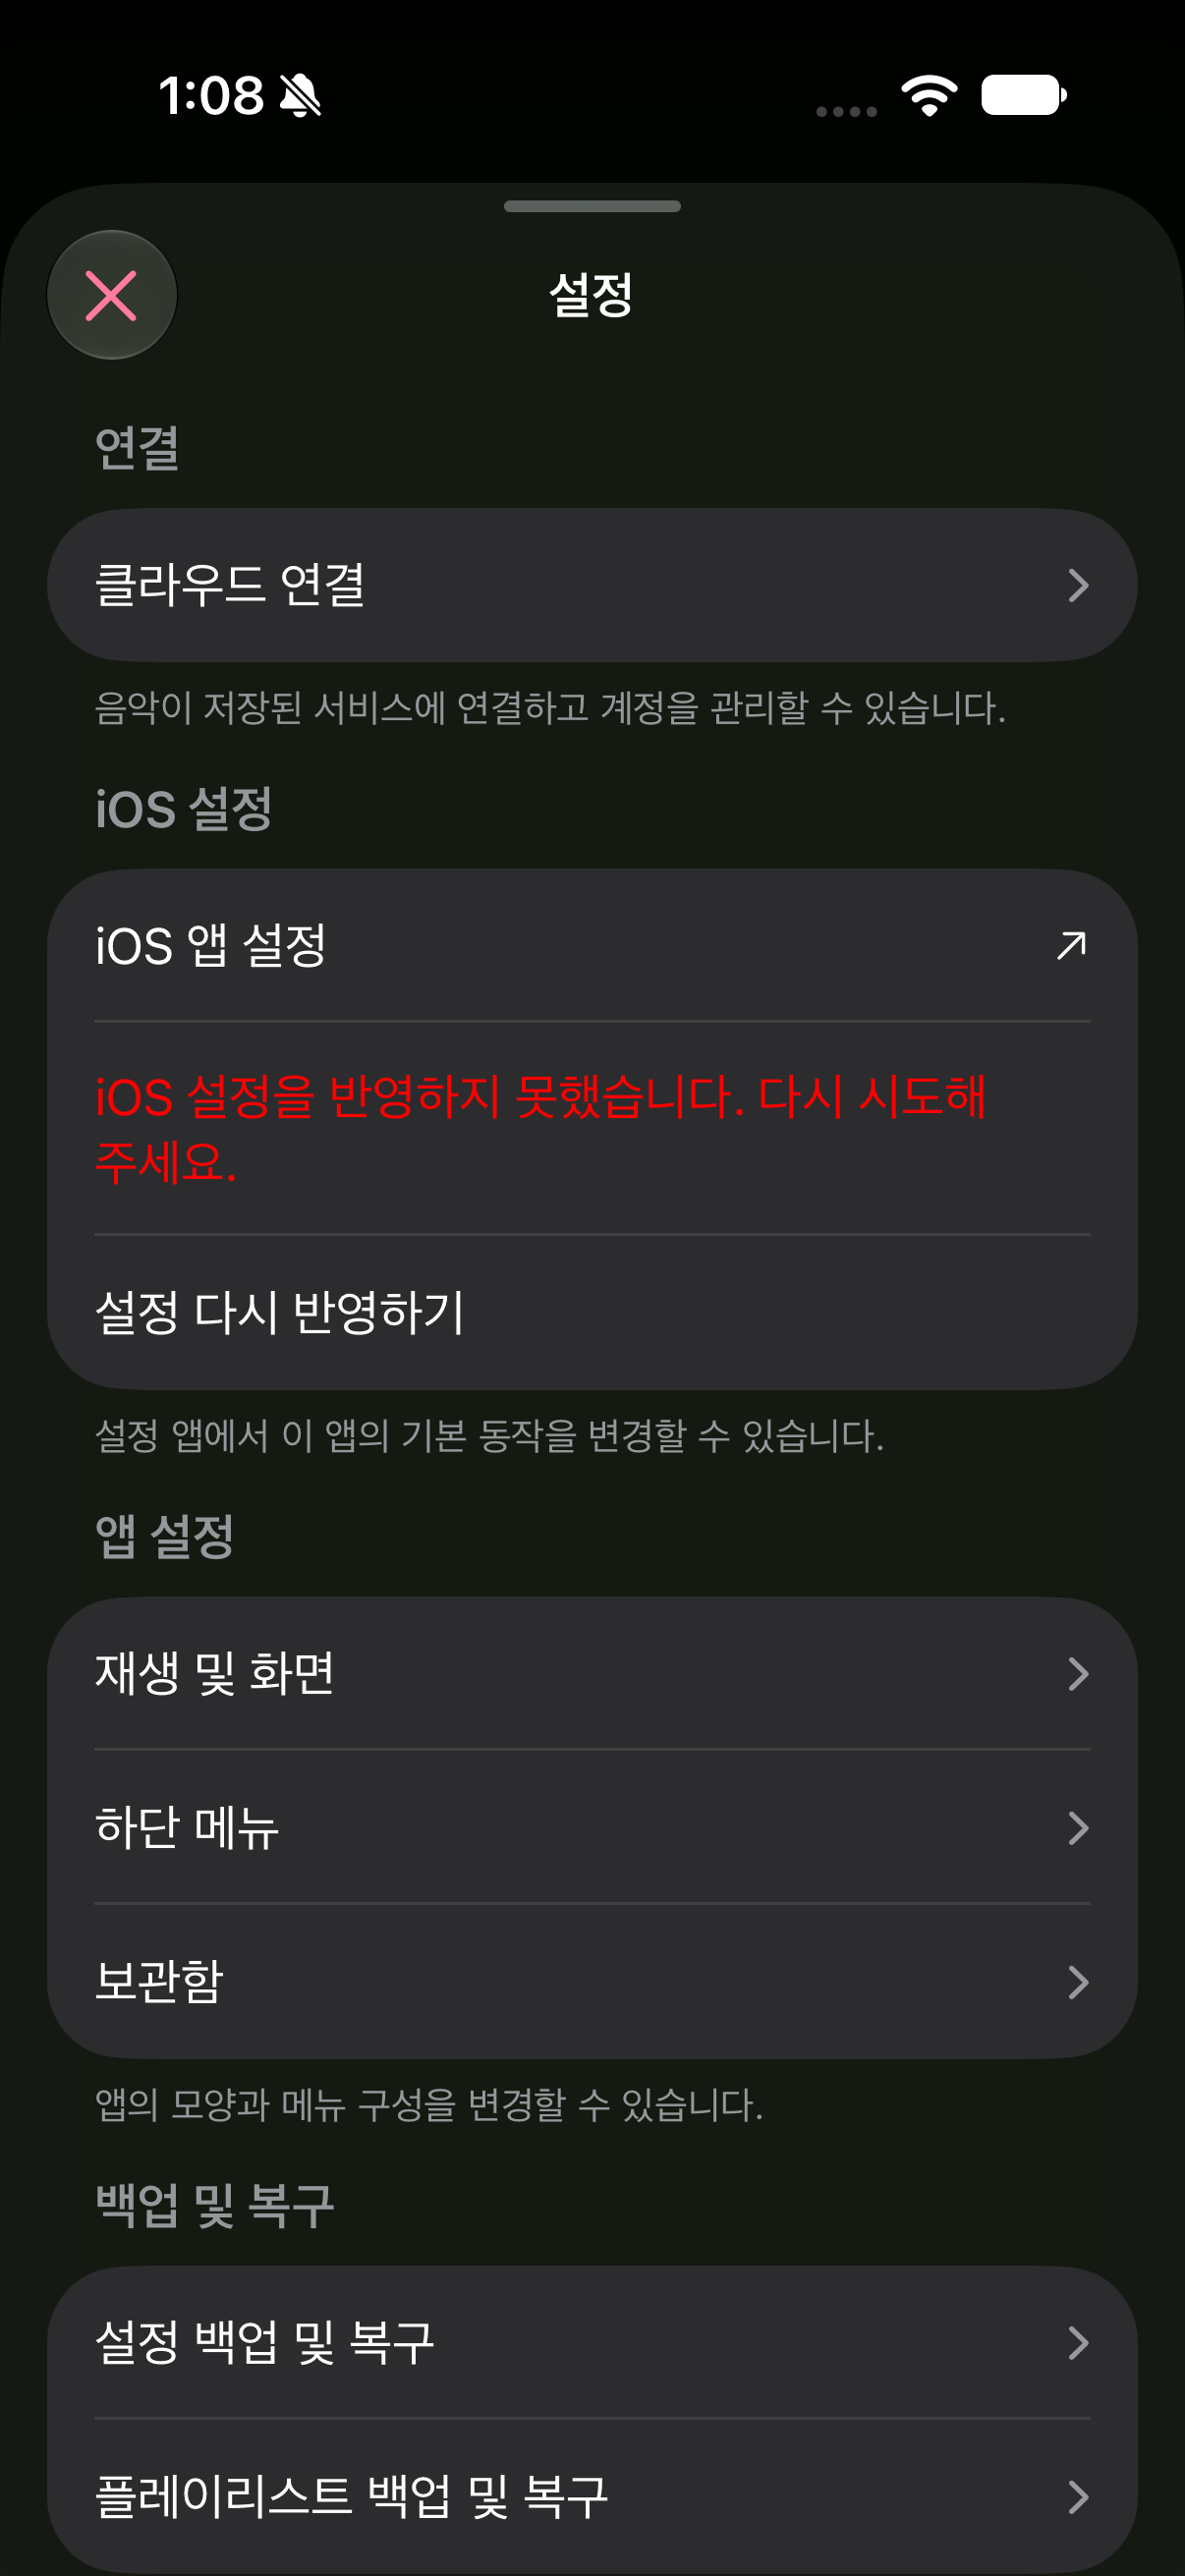 1:08
설정
연결
클라우드 연결
음악이 저장된 서비스에 연결하고 계정을 관리할 수 있습니다.
iOS 설정
iOS 앱 설정
iOS 설정을 반영하지 못했습니다. 다시 시도해
주세요.
설정 다시 반영하기
설정 앱에서 이 앱의 기본 동작을 변경할 수 있습니다.
앱 설정
재생 및 화면
하단 메뉴
보관함
앱의 모양과 메뉴 구성을 변경할 수 있습니다.
백업 및 복구
설정 백업 및 복구
플레이리스트 백업 및 복구